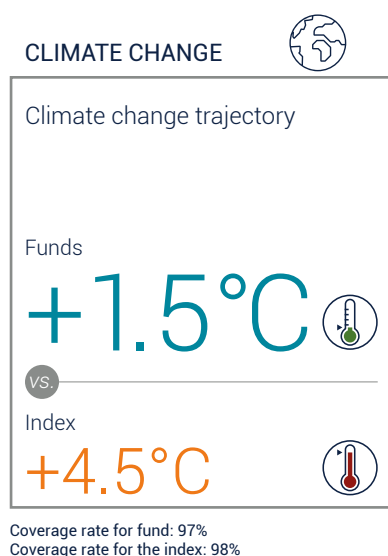 CLIMATE CHANGE
Climate change trajectory
Funds
+1.5°C
vs.
Index
+4.5°C
Coverage rate for fund: 97%
Coverage rate for the index: 98%